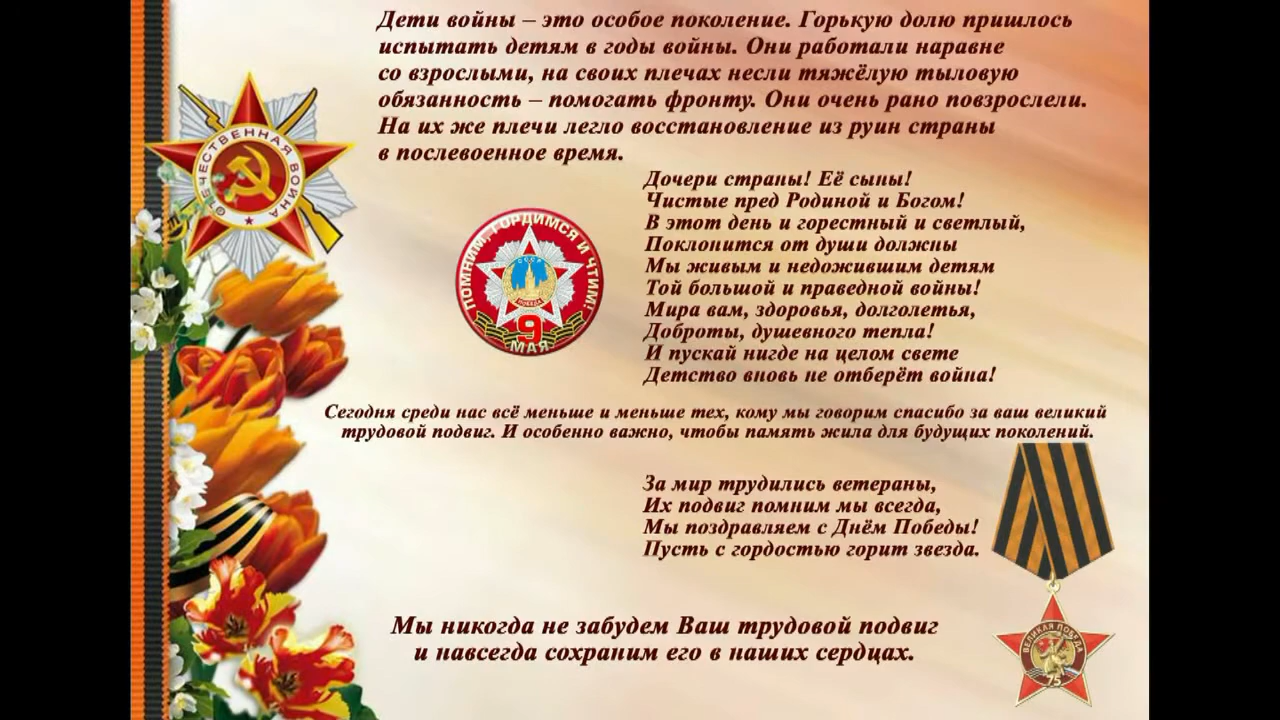 Дети войны – это особое поколение. Горькую долю пришлось
испытать детям в годы войны. Они работали наравне
со взрослыми, на своих плечах несли тяжёлую тыловую
обязанность – помогать фронту. Они очень рано повзрослели.
На их же плечи легло восстановление из руин страны
в послевоенное время.
ОТЕЧЕСТВЕННАЯ ВОЙНА
Дочери страны! Её сыны!
Чистые пред Родиной и Богом!
В этот день и горестный и светлый,
Поклонится от души должны
Мы живым и недожившим детям
Той большой и праведной войны!
Мира вам, здоровья, долголетья,
Доброты, душевного тепла!
И пускай нигде на целом свете
Детство вновь не отберёт война!
ПОМНИМ, ГОРДИМСЯ И ЧТИМ!
СССР
ПОБЕДА
9
МАЯ
Сегодня среди нас всё меньше и меньше тех, кому мы говорим спасибо за ваш великий
трудовой подвиг. И особенно важно, чтобы память жила для будущих поколений.
За мир трудились ветераны,
Их подвиг помним мы всегда,
Мы поздравляем с Днём Победы!
Пусть с гордостью горит звезда.
ВЕЛИКАЯ ПОБЕДА
75
Мы никогда не забудем Ваш трудовой подвиг
и навсегда сохраним его в наших сердцах.